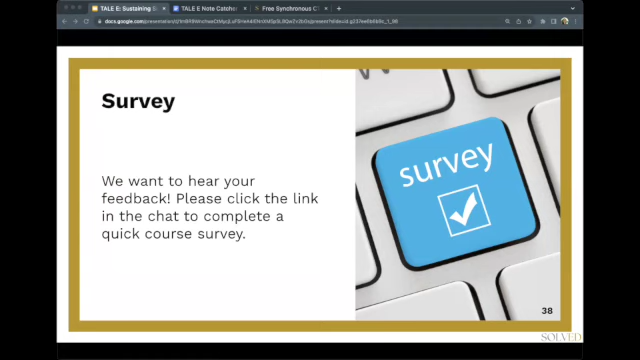 TALE E: Sustaining S
TALE E Note Catcher
Free Synchronous CT
Survey
We want to hear your
feedback! Please click the link
in the chat to complete a
quick course survey.
survey
38
SOLVED